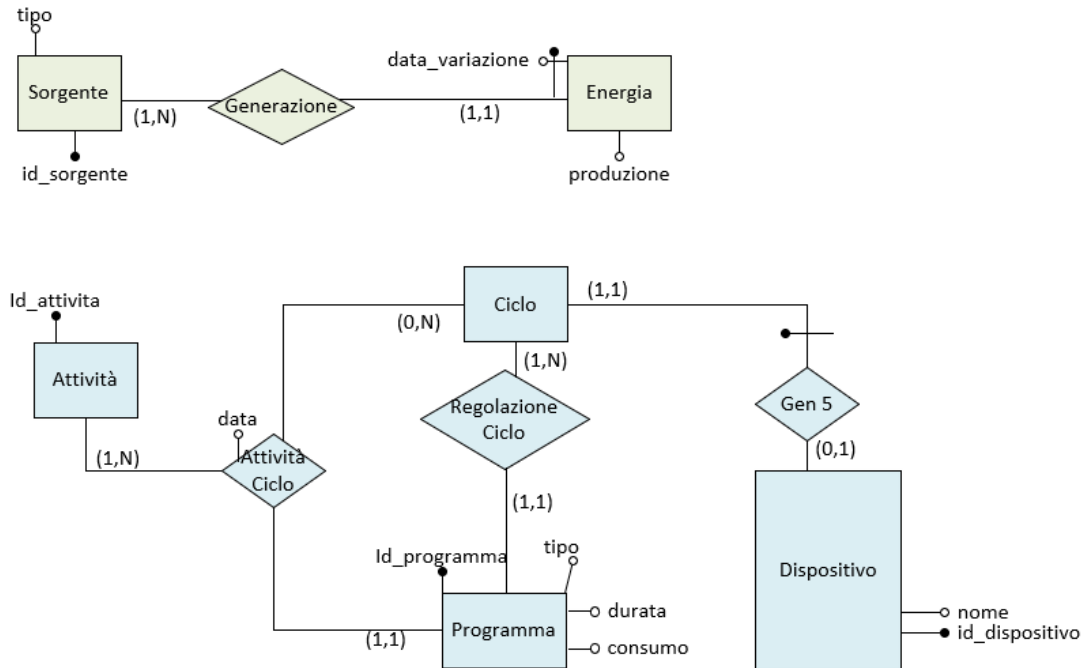 tipo
data_variazione
Sorgente
Generazione
Energia
(1,N)
(1,1)
id_sorgente
produzione
Id_attivita
Ciclo
(1,1)
(0,N)
Attività
(1,N)
Regolazione
Ciclo
Gen 5
data
(1,N)
Attività
Ciclo
(0,1)
(1,1)
Id_programma
tipo
Dispositivo
durata
nome
Programma
(1,1)
consumo
id_dispositivo